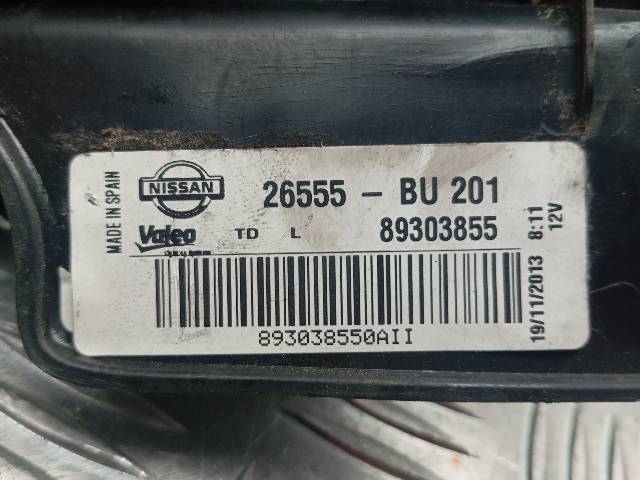 MADE IN SPAIN
NISSAN
26555 - BU 201
Valeo
TD L
89303855
893038550AII
19/11/2013 8:11
12V